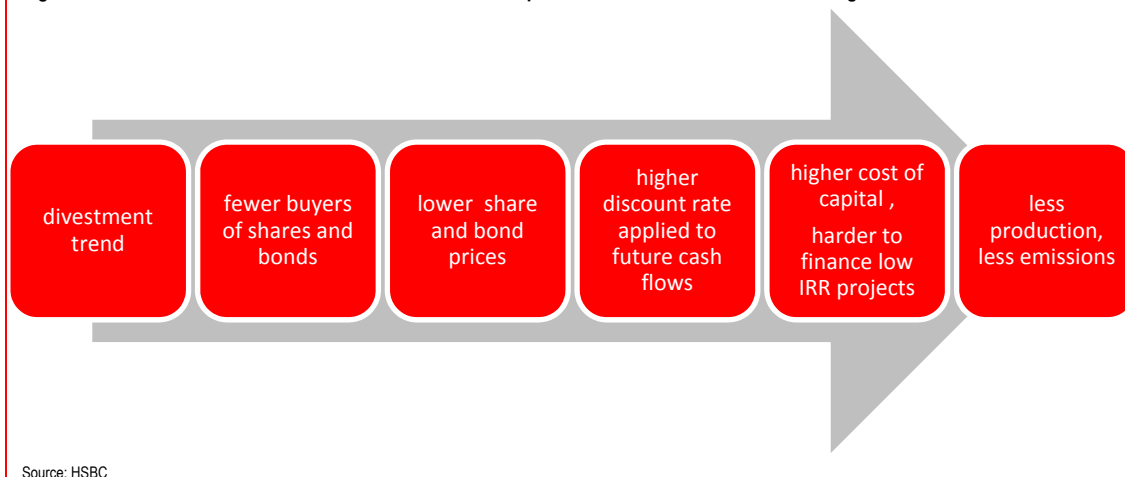 divestment
trend
fewer buyers
of shares and
bonds
lower share
and bond
prices
higher
discount rate
applied to
future cash
flows
higher cost of
capital ,
harder to
finance low
IRR projects
less
production,
less emissions
Source: HSBC